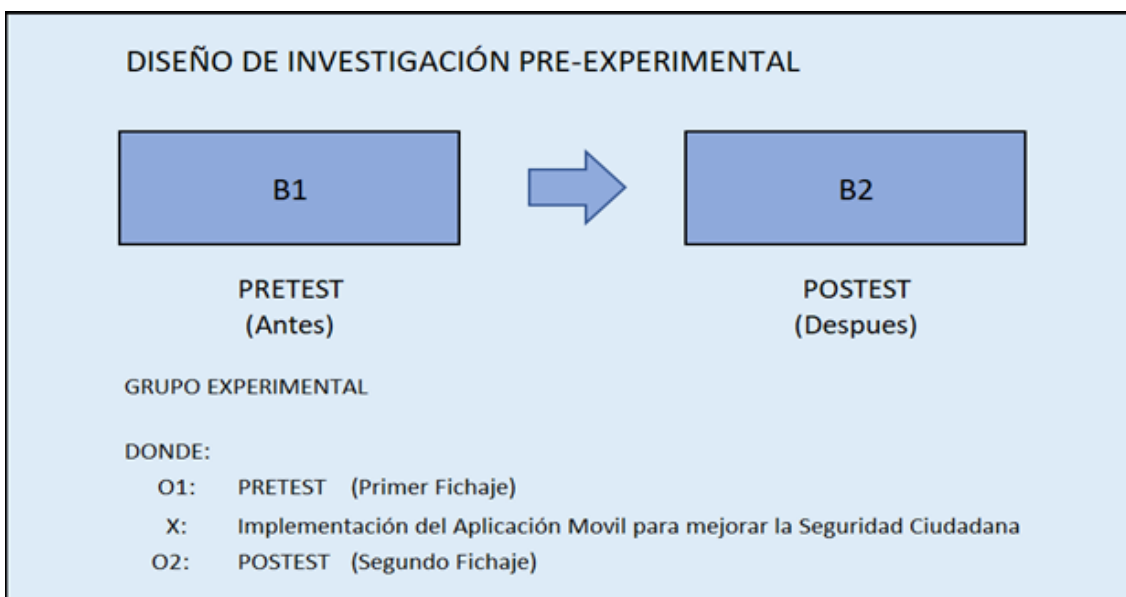 DISEÑO DE INVESTIGACIÓN PRE-EXPERIMENTAL
B1
B2
PRETEST
(Antes)
POSTEST
(Despues)
GRUPO EXPERIMENTAL
DONDE:
O1: PRETEST (Primer Fichaje)
X: Implementación del Aplicación Movil para mejorar la Seguridad Ciudadana
O2: POSTEST (Segundo Fichaje)